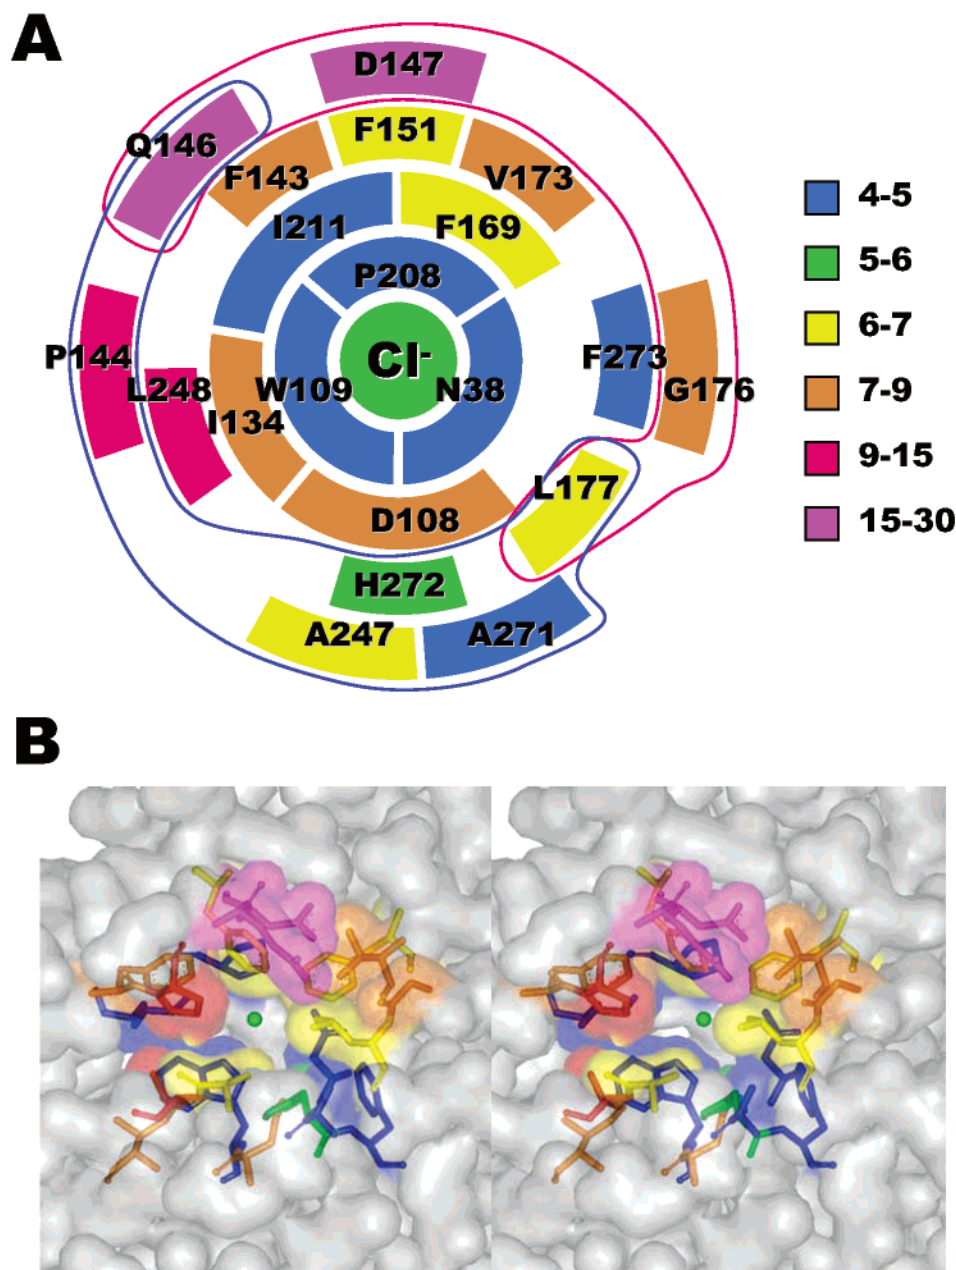 A
D147
Q146
F151
F143
V173
I211
F169
P208
P144
L248
W109
Cl-
N38
F273
G176
I134
L177
D108
H272
A247
A271
4-5
5-6
6-7
7-9
9-15
15-30
B